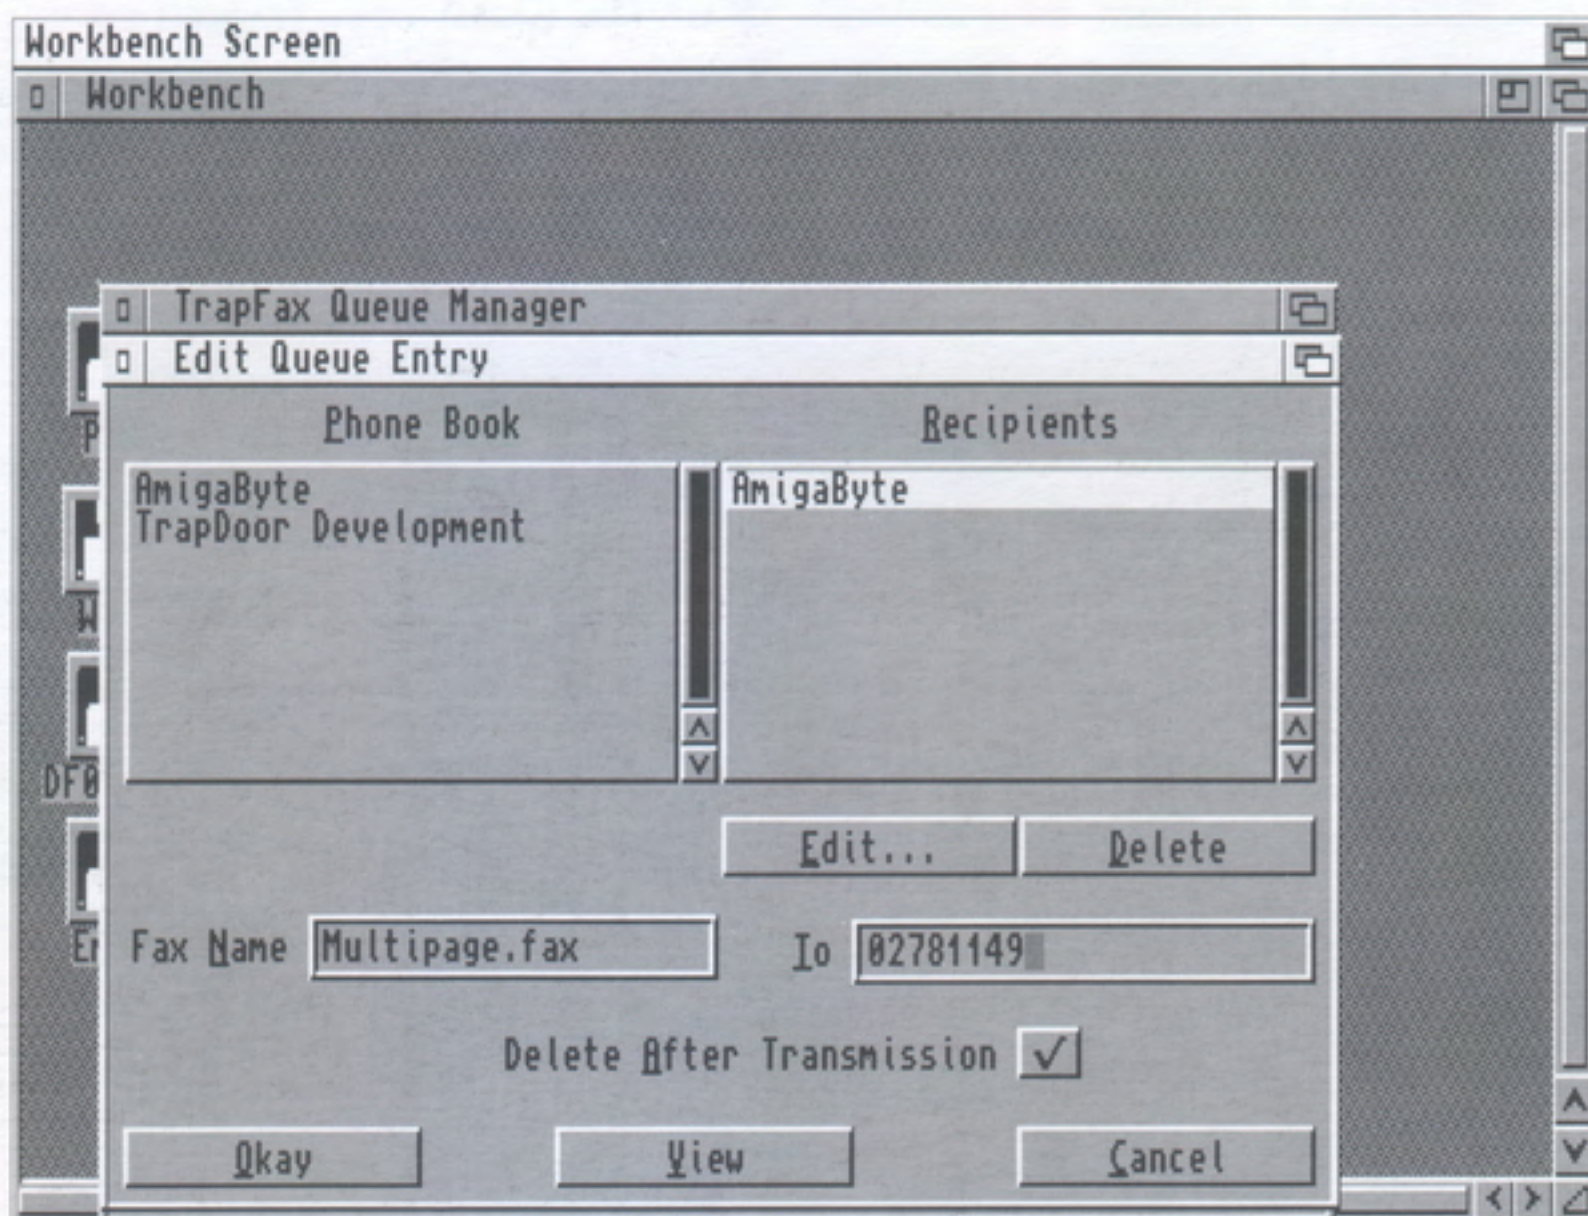 Workbench Screen
Workbench
TrapFax Queue Manager
Edit Queue Entry
Phone Book
Recipients
AmigaByte
TrapDoor Development
AmigaByte
Edit...
Delete
Fax Name
Multipage.fax
To
02781149
Delete After Transmission
Okay
View
Cancel
DF0